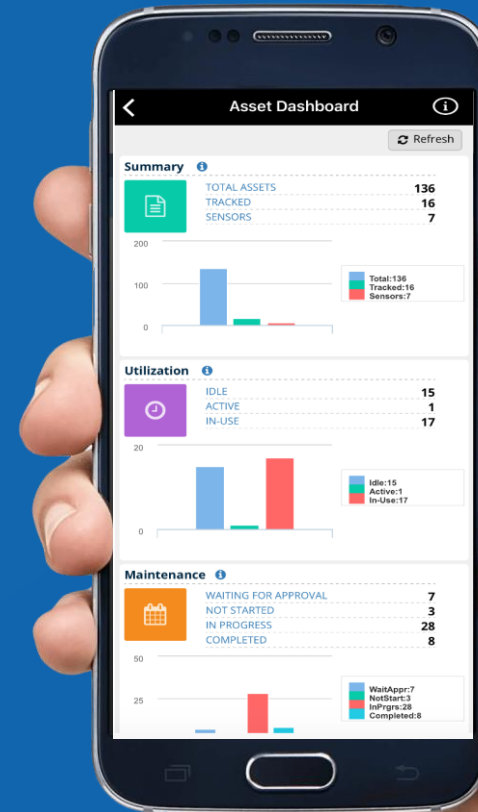 Asset Dashboard
Refresh
Summary
TOTAL ASSETS 136
TRACKED 16
SENSORS 7
200
100
0
Total:136
Tracked:16
Sensors:7
Utilization
IDLE 15
ACTIVE 1
IN-USE 17
20
0
Idle:15
Active:1
In-Use:17
Maintenance
WAITING FOR APPROVAL 7
NOT STARTED 3
IN PROGRESS 28
COMPLETED 8
50
25
WaitAppr:7
NotStart:3
InPrgrs:28
Completed:8